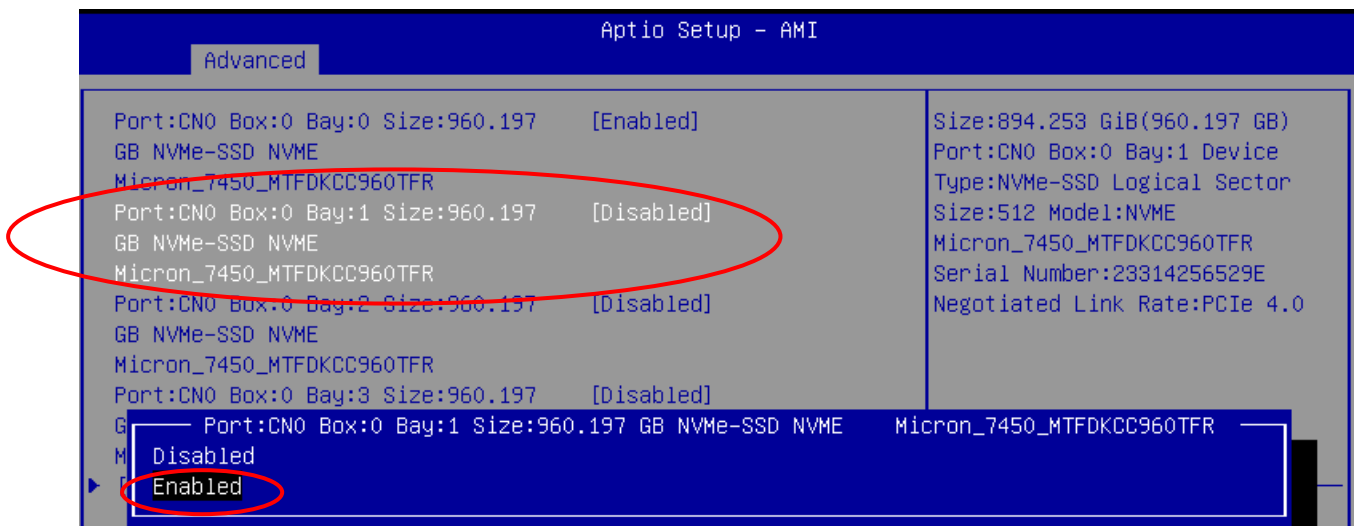 Aptio Setup – AMI
Advanced
Port:CN0 Box:0 Bay:0 Size:960.197 [Enabled]
GB NVMe-SSD NVME
Micron_7450_MTFDKCC960TFR
Port:CN0 Box:0 Bay:1 Size:960.197 [Disabled]
GB NVMe-SSD NVME
Micron_7450_MTFDKCC960TFR
Port:CN0 Box:0 Bay:2 Size:960.197 [Disabled]
GB NVMe-SSD NVME
Micron_7450_MTFDKCC960TFR
Port:CN0 Box:0 Bay:3 Size:960.197 [Disabled]
G
M
Size:894.253 GiB(960.197 GB)
Port:CN0 Box:0 Bay:1 Device
Type:NVMe-SSD Logical Sector
Size:512 Model:NVME
Micron_7450_MTFDKCC960TFR
Serial Number:23314256529E
Negotiated Link Rate:PCIe 4.0
Port:CN0 Box:0 Bay:1 Size:960.197 GB NVMe-SSD NVME Micron_7450_MTFDKCC960TFR
Disabled
Enabled